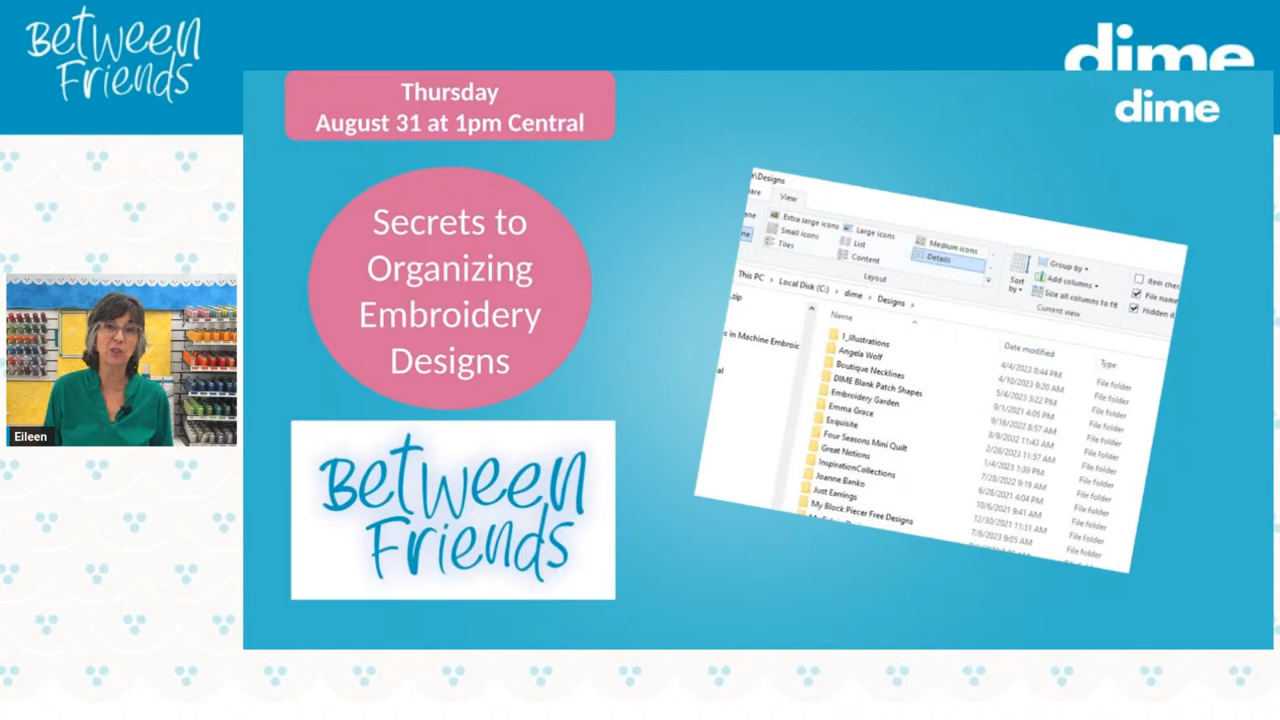 Between
Friends
dime
dime
Thursday
August 31 at 1pm Central
Secrets to
Organizing
Embroidery
Designs
Between
Friends
Eileen
\Designs
View
Extra large icons
Large icons
Medium icons
Small icons
List
Details
Tiles
Content
Layout
Sort
by
Group by
Add columns
Size all columns to fit
Current view
Item chec
File name
Hidden it
This PC > Local Disk (C:) > dime > Designs >
.zip
s in Machine Embroic
al
Name
Date modified
Type
1_Illustrations
4/4/2023 8:44 PM
File folder
Angela Wolf
4/10/2023 9:20 AM
File folder
Boutique Necklines
5/4/2023 3:22 PM
File folder
DIME Blank Patch Shapes
9/1/2021 4:05 PM
File folder
Embroidery Garden
9/16/2022 8:57 AM
File folder
Emma Grace
8/9/2022 11:43 AM
File folder
Exquisite
2/28/2023 11:57 AM
File folder
Four Seasons Mini Quilt
1/4/2023 1:39 PM
File folder
Great Notions
7/28/2022 9:19 AM
File folder
InspirationCollections
6/28/2021 4:04 PM
File folder
Joanne Banko
10/6/2021 9:41 AM
File folder
Just Earrings
12/30/2021 11:51 AM
File folder
My Block Piecer Free Designs
7/6/2023 9:05 AM
File folder